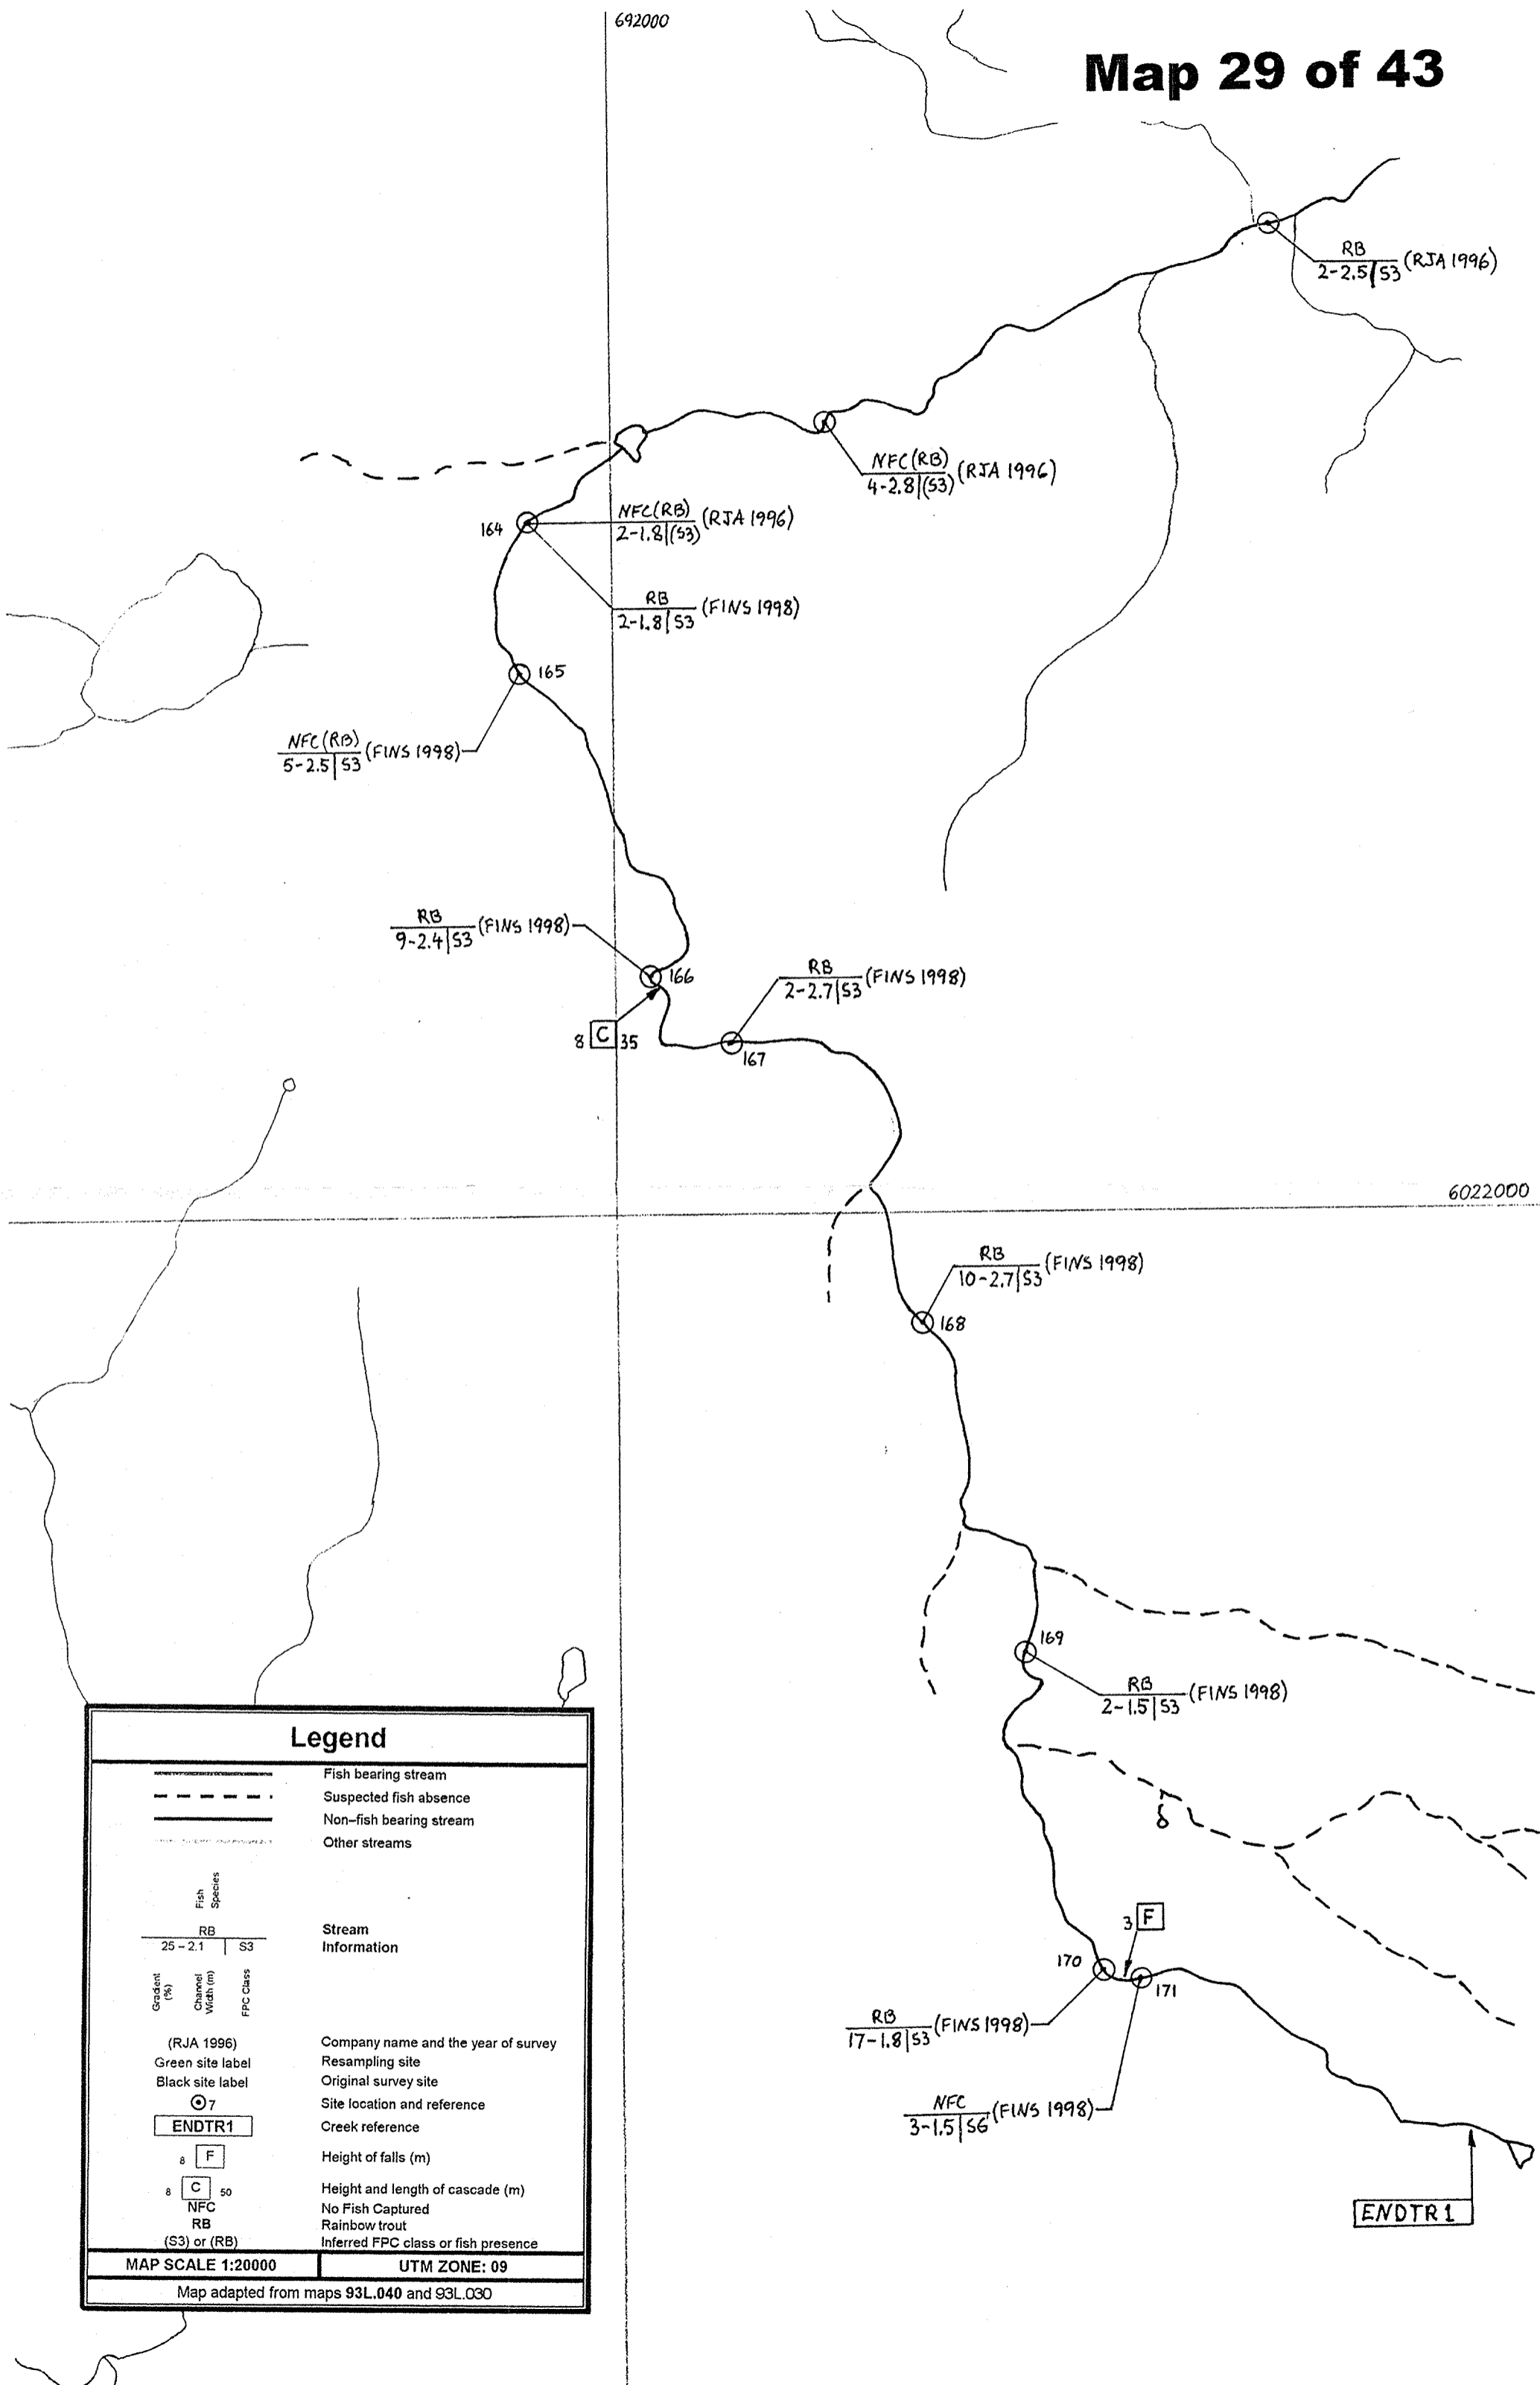 692000
Map 29 of 43
RB
2-2.5|S3 (RJA 1996)
NFC(RB)
4-2.8|(S3) (RJA 1996)
164
NFC(RB)
2-1.8|(S3) (RJA 1996)
RB
2-1.8|S3 (FINS 1998)
165
NFC(RB)
5-2.5|S3 (FINS 1998)
RB
9-2.4|S3 (FINS 1998)
166
8 C 35
RB
2-2.7|S3 (FINS 1998)
167
6022000
RB
10-2.7|S3 (FINS 1998)
168
169
RB
2-1.5|S3 (FINS 1998)
3 F
170
171
RB
17-1.8|S3 (FINS 1998)
NFC
3-1.5|S6 (FINS 1998)
ENDTR1
Legend
Fish bearing stream
Suspected fish absence
Non-fish bearing stream
Other streams
Fish
Species
RB
25 – 2.1 | S3
Stream
Information
Gradient
(%)
Channel
Width (m)
FPC Class
(RJA 1996) Company name and the year of survey
Green site label Resampling site
Black site label Original survey site
7 Site location and reference
ENDTR1 Creek reference
8 F Height of falls (m)
8 C 50 Height and length of cascade (m)
NFC No Fish Captured
RB Rainbow trout
(S3) or (RB) Inferred FPC class or fish presence
MAP SCALE 1:20000 UTM ZONE: 09
Map adapted from maps 93L.040 and 93L.030